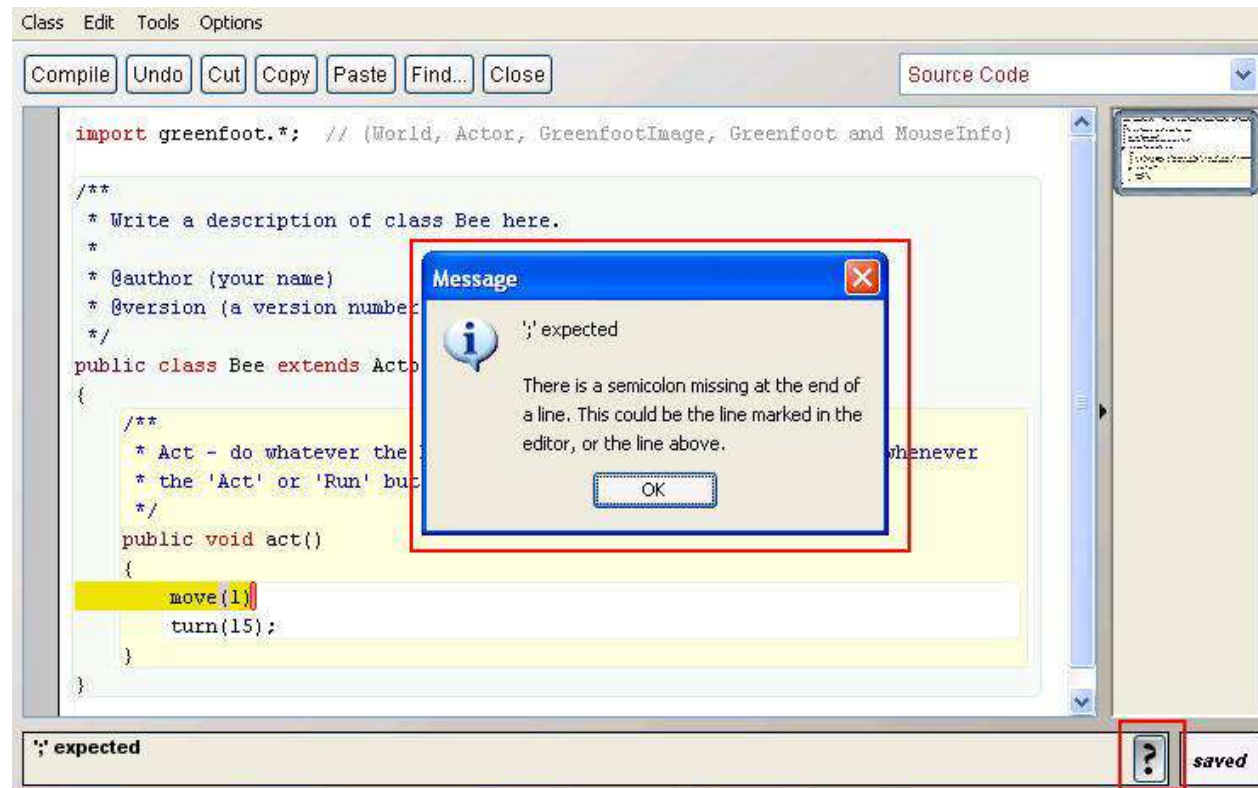 Class Edit Tools Options
Compile Undo Cut Copy Paste Find... Close Source Code
import greenfoot.*; // (World, Actor, GreenfootImage, Greenfoot and MouseInfo)
/**
* Write a description of class Bee here.
*
* @author (your name)
* @version (a version number
*/
public class Bee extends Acto
{
/**
* Act - do whatever the
whenever
* the 'Act' or 'Run' but
*/
public void act()
{
move(1)
turn(15);
}
}
Message
';' expected
There is a semicolon missing at the end of
a line. This could be the line marked in the
editor, or the line above.
OK
';' expected
?
saved